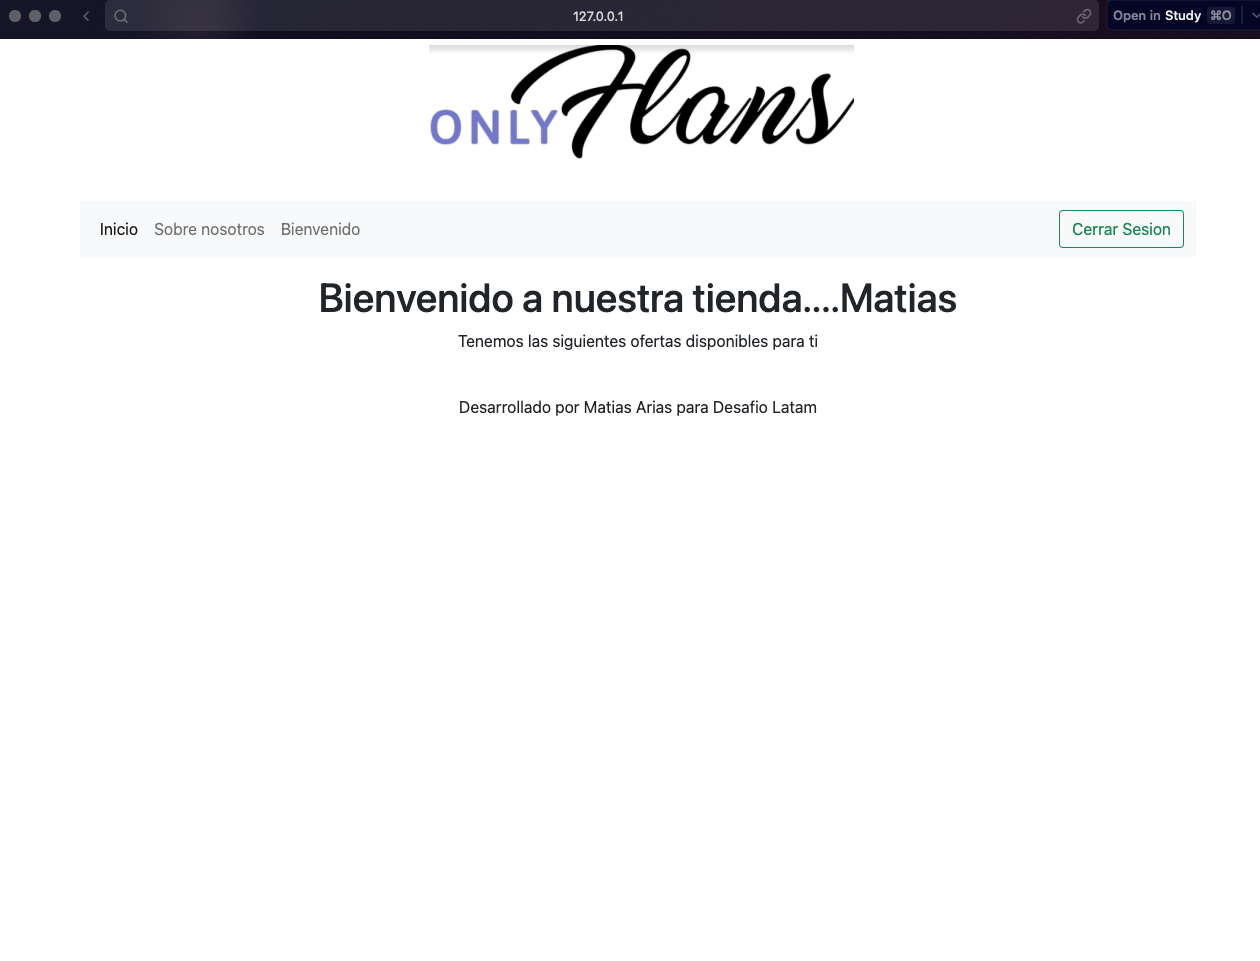 127.0.0.1
Open in Study ⌘O
ONLY Flans
Inicio Sobre nosotros Bienvenido Cerrar Sesion
Bienvenido a nuestra tienda....Matias
Tenemos las siguientes ofertas disponibles para ti
Desarrollado por Matias Arias para Desafio Latam